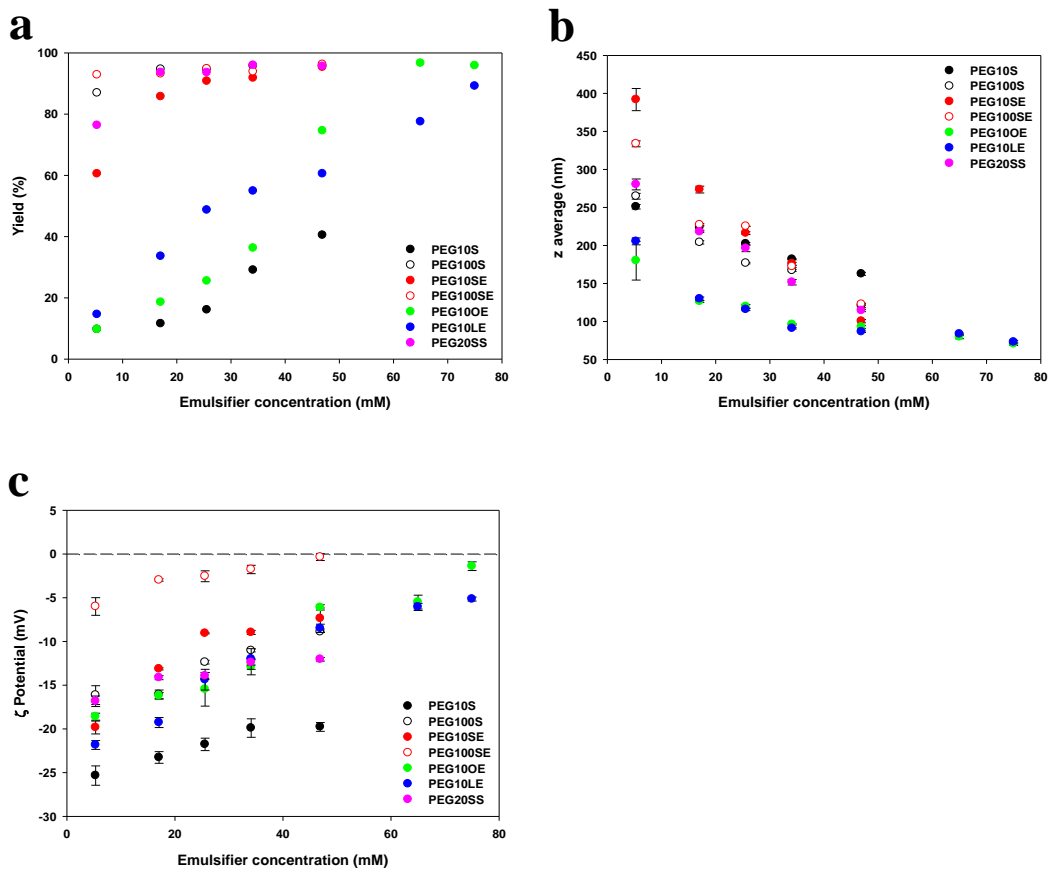 a
100
80
60
40
20
0
Yield (%)
0 10 20 30 40 50 60 70 80
Emulsifier concentration (mM)
PEG10S
PEG100S
PEG10SE
PEG100SE
PEG10OE
PEG10LE
PEG20SS
b
450
400
350
300
250
200
150
100
50
z average (nm)
0 10 20 30 40 50 60 70 80
Emulsifier concentration (mM)
PEG10S
PEG100S
PEG10SE
PEG100SE
PEG10OE
PEG10LE
PEG20SS
c
5
0
-5
-10
-15
-20
-25
-30
ζ Potential (mV)
0 20 40 60 80
Emulsifier concentration (mM)
PEG10S
PEG100S
PEG10SE
PEG100SE
PEG10OE
PEG10LE
PEG20SS